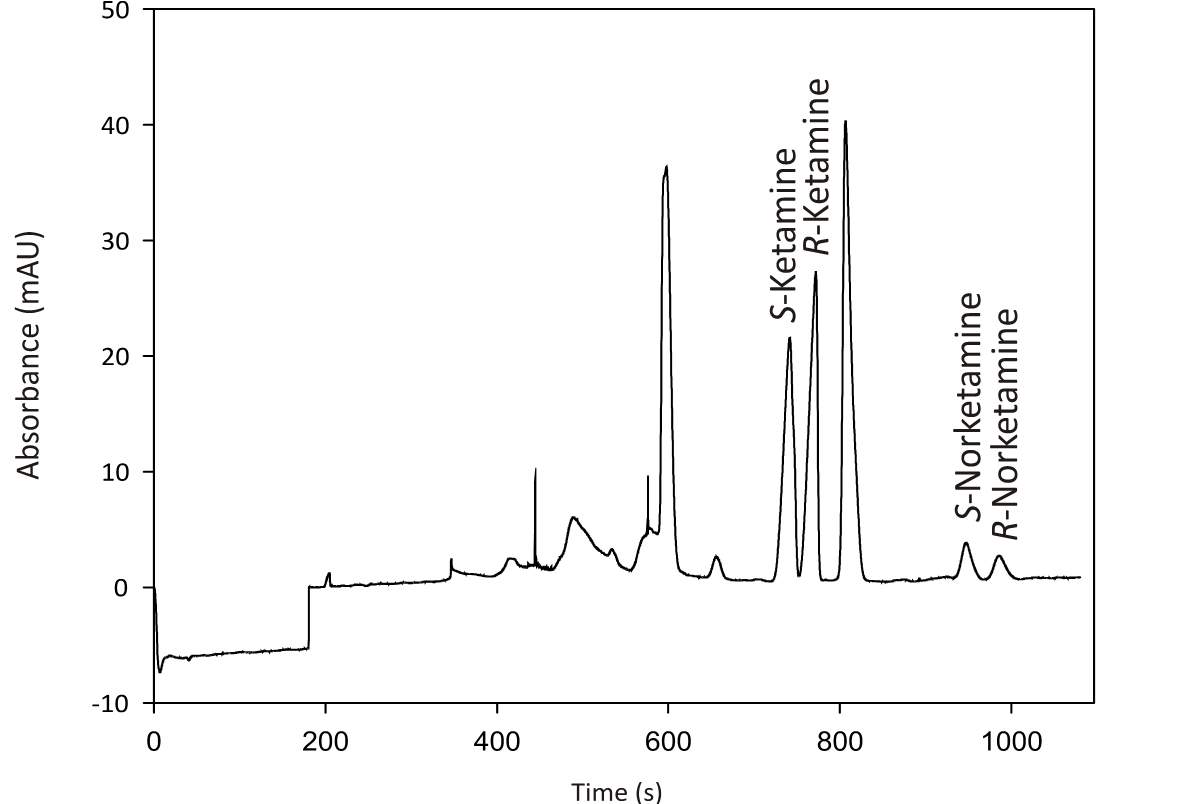 50
40
30
20
10
0
-10
Absorbance (mAU)
S-Ketamine
R-Ketamine
S-Norketamine
R-Norketamine
0 200 400 600 800 1000
Time (s)